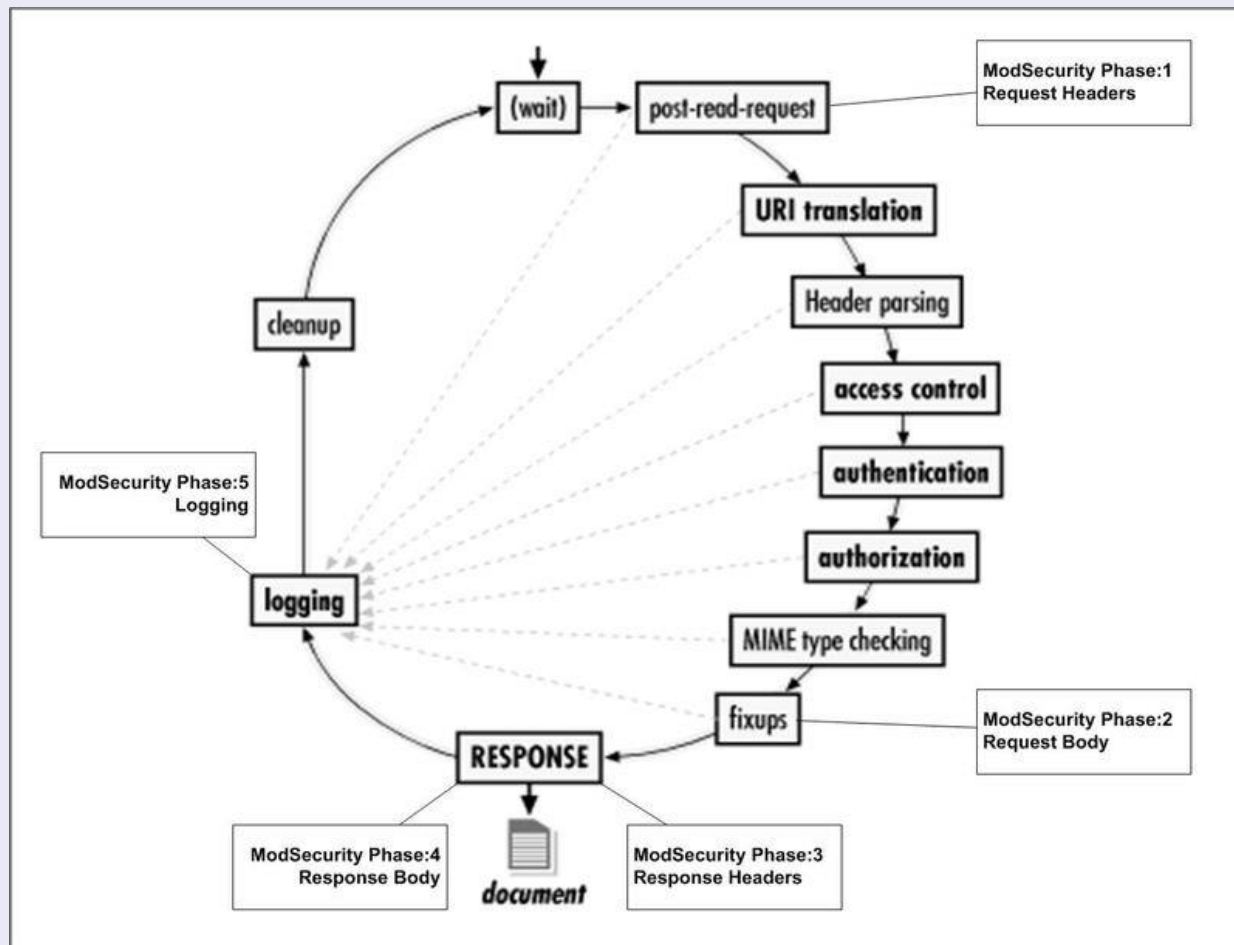 (wait)
post-read-request
ModSecurity Phase:1
Request Headers
URI translation
Header parsing
cleanup
access control
ModSecurity Phase:5
Logging
authentication
authorization
logging
MIME type checking
fixups
ModSecurity Phase:2
Request Body
RESPONSE
ModSecurity Phase:4
Response Body
document
ModSecurity Phase:3
Response Headers